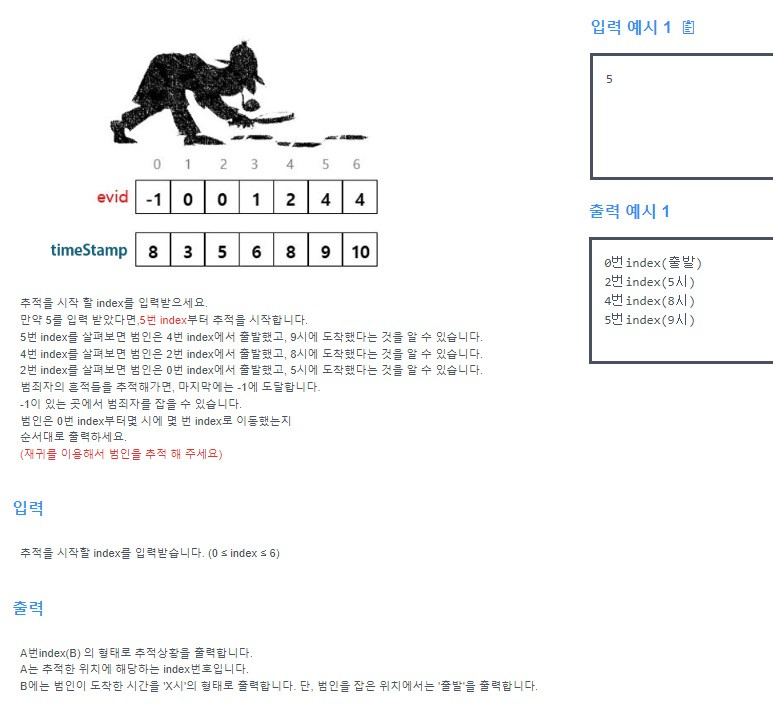 0 1 2 3 4 5 6
evid -1 0 0 1 2 4 4
timeStamp 8 3 5 6 8 9 10
추적을 시작 할 index를 입력받으세요.
만약 5를 입력 받았다면,5번 index부터 추적을 시작합니다.
5번 index를 살펴보면 범인은 4번 index에서 출발했고, 9시에 도착했다는 것을 알 수 있습니다.
4번 index를 살펴보면 범인은 2번 index에서 출발했고, 8시에 도착했다는 것을 알 수 있습니다.
2번 index를 살펴보면 범인은 0번 index에서 출발했고, 5시에 도착했다는 것을 알 수 있습니다.
범죄자의 흔적들을 추적해가면, 마지막에는 -1에 도달합니다.
-1이 있는 곳에서 범죄자를 잡을 수 있습니다.
범인은 0번 index부터몇 시에 몇 번 index로 이동했는지
순서대로 출력하세요.
(재귀를 이용해서 범인을 추적 해 주세요)
입력
추적을 시작할 index를 입력받습니다. (0 ≤ index ≤ 6)
출력
A번index(B) 의 형태로 추적상황을 출력합니다.
A는 추적한 위치에 해당하는 index번호입니다.
B에는 범인이 도착한 시간을 'X시'의 형태로 출력합니다. 단, 범인을 잡은 위치에서는 '출발'을 출력합니다.
입력 예시 1
5
출력 예시 1
0번index(출발)
2번index(5시)
4번index(8시)
5번index(9시)